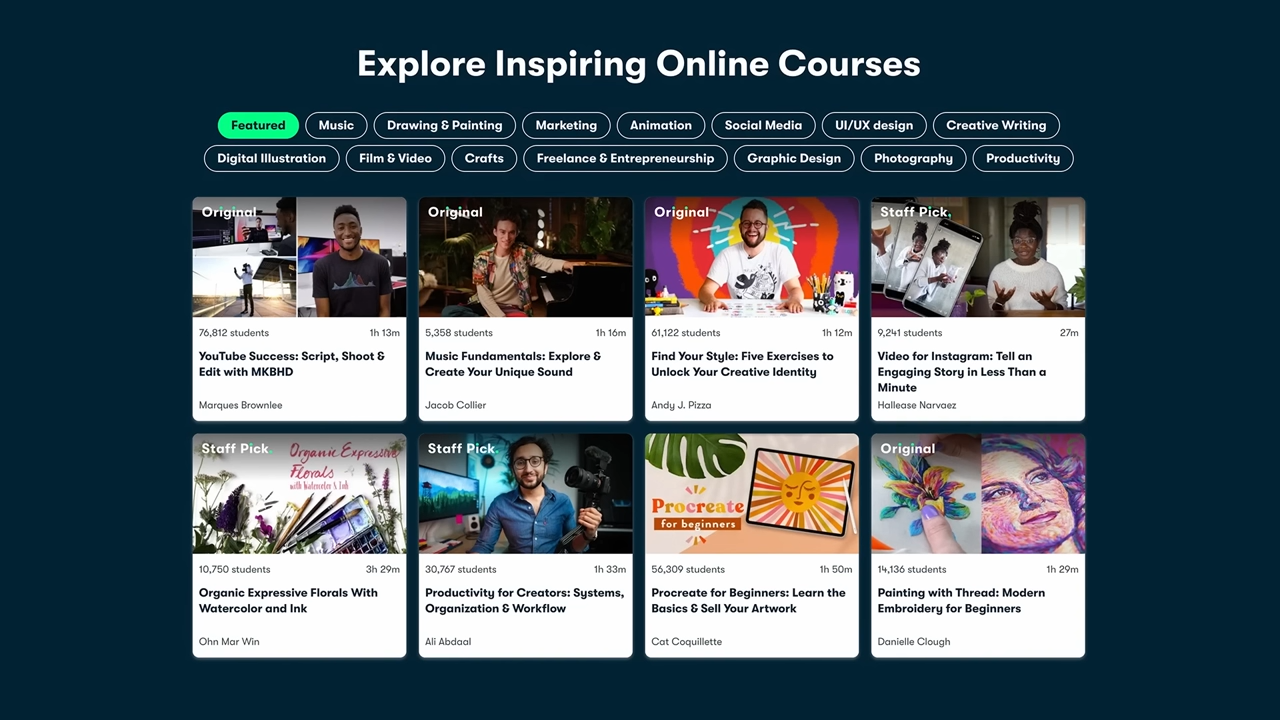 Explore Inspiring Online Courses
Featured
Music
Drawing & Painting
Marketing
Animation
Social Media
UI/UX design
Creative Writing
Digital Illustration
Film & Video
Crafts
Freelance & Entrepreneurship
Graphic Design
Photography
Productivity
Original
76,812 students
1h 13m
YouTube Success: Script, Shoot &
Edit with MKBHD
Marques Brownlee
Original
5,358 students
1h 16m
Music Fundamentals: Explore &
Create Your Unique Sound
Jacob Collier
Original
61,122 students
1h 12m
Find Your Style: Five Exercises to
Unlock Your Creative Identity
Andy J. Pizza
Staff Pick.
9,241 students
27m
Video for Instagram: Tell an
Engaging Story in Less Than a
Minute
Hallease Narvaez
Staff Pick.
Organic Expressive
Florals
with Watercolor & Ink
10,750 students
3h 29m
Organic Expressive Florals With
Watercolor and Ink
Ohn Mar Win
Staff Pick.
30,767 students
1h 33m
Productivity for Creators: Systems,
Organization & Workflow
Ali Abdaal
Procreate
for beginners
56,309 students
1h 50m
Procreate for Beginners: Learn the
Basics & Sell Your Artwork
Cat Coquillette
Original
14,136 students
1h 29m
Painting with Thread: Modern
Embroidery for Beginners
Danielle Clough